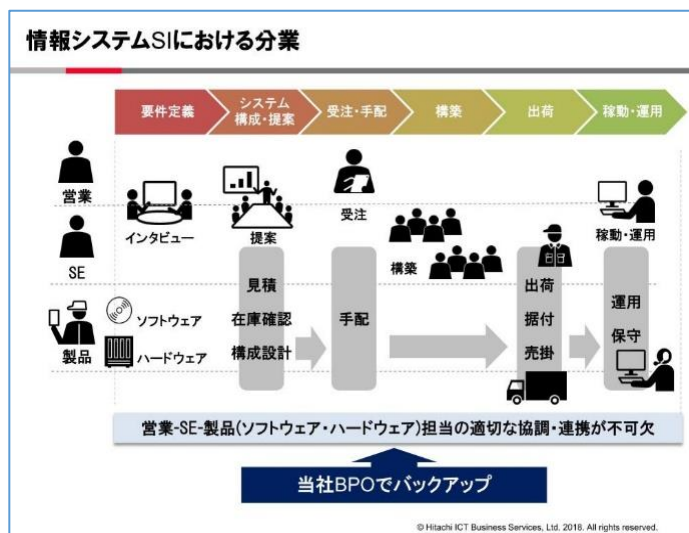 情報システムSIにおける分業
要件定義
システム
構成・提案
受注・手配
構築
出荷
稼動・運用
営業
インタビュー
提案
受注
稼動・運用
SE
構築
見積
在庫確認
構成設計
手配
出荷
据付
売掛
運用
保守
製品
ソフトウェア
ハードウェア
営業-SE-製品(ソフトウェア・ハードウェア)担当の適切な協調・連携が不可欠
当社BPOでバックアップ
© Hitachi ICT Business Services, Ltd. 2018. All rights reserved.